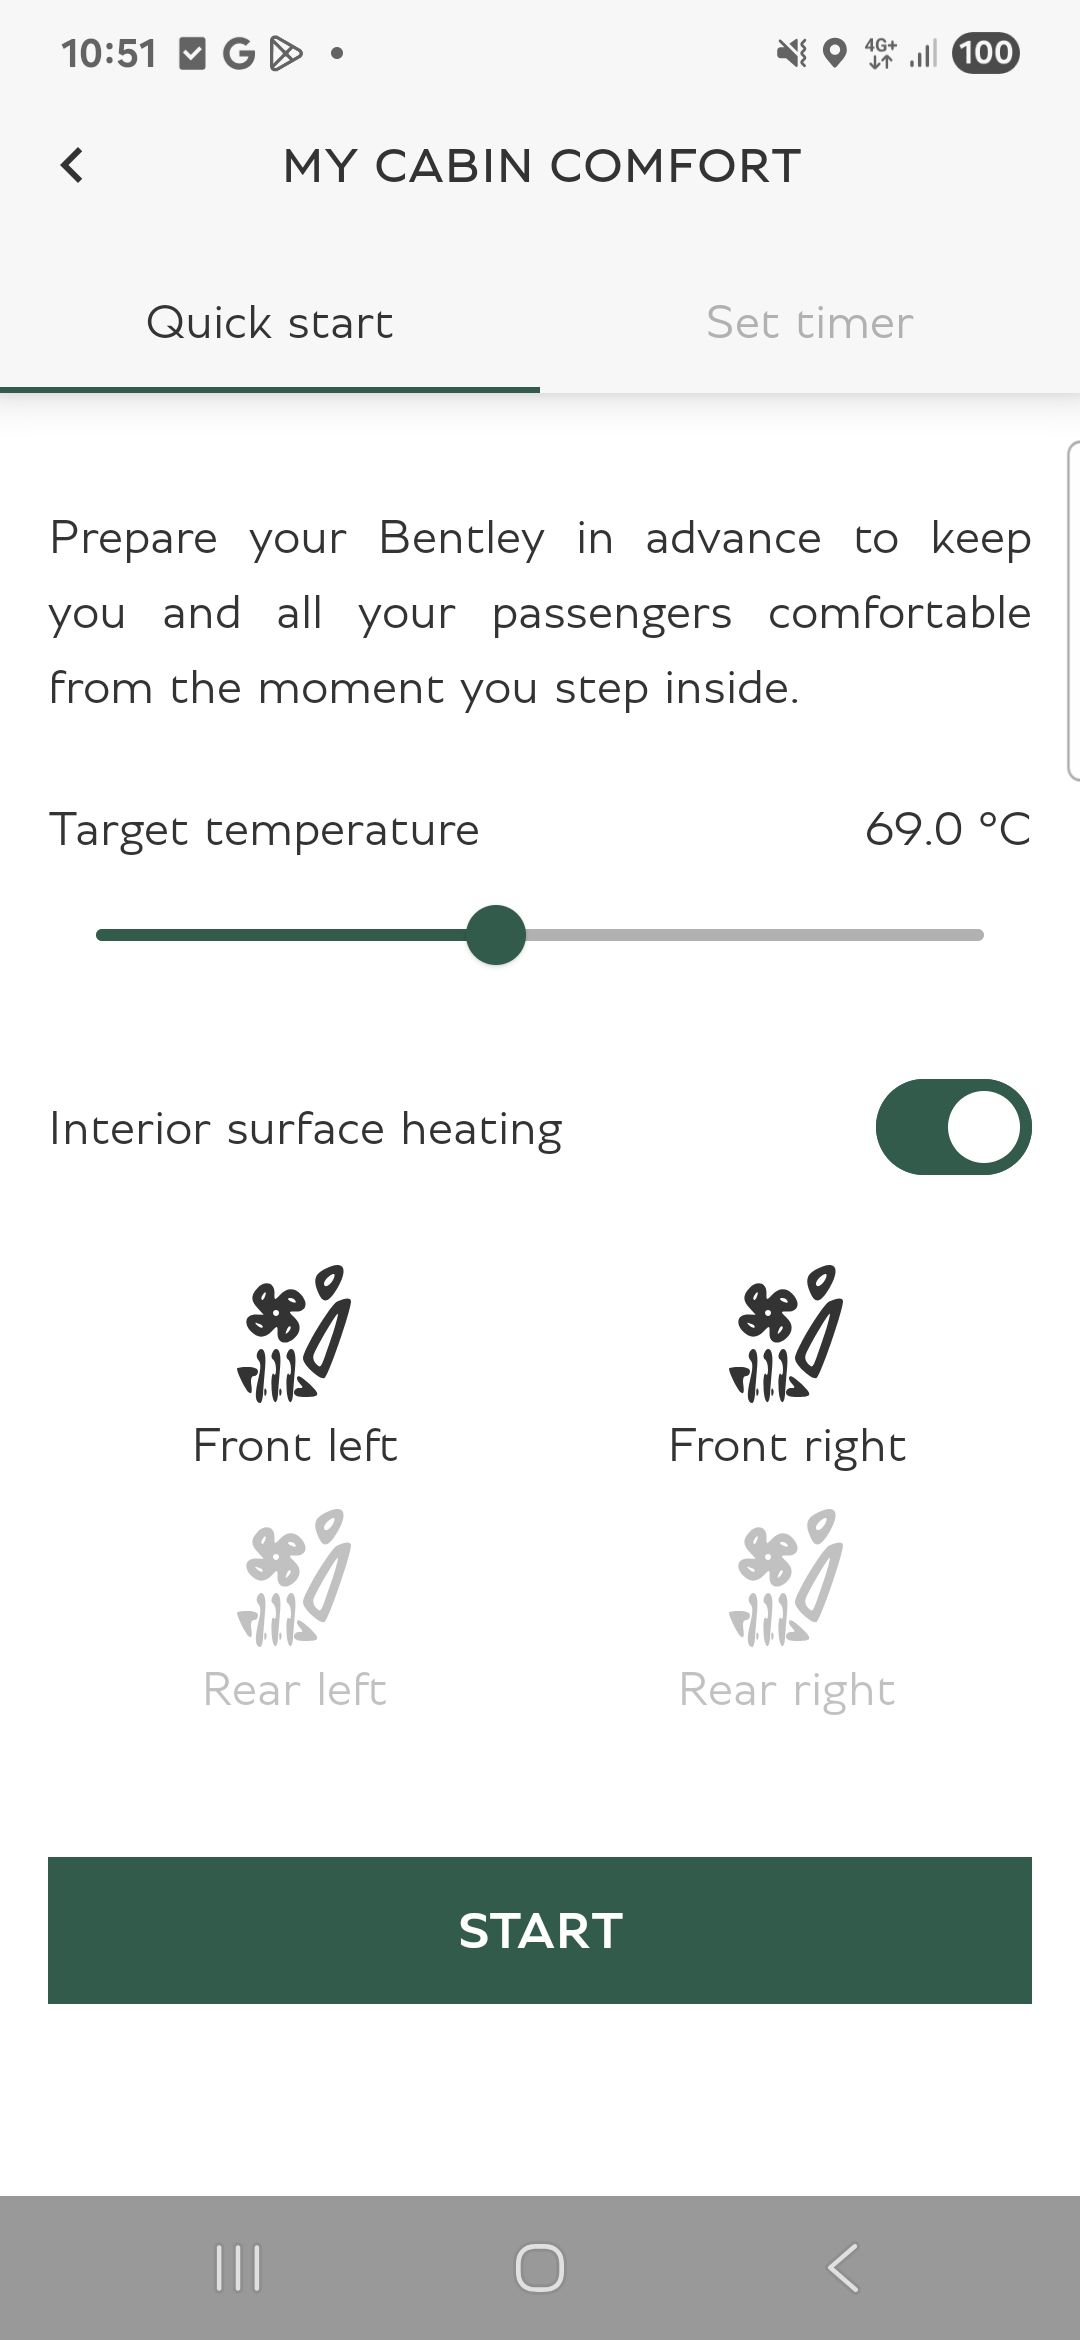 10:51
4G+
100
MY CABIN COMFORT
Quick start
Set timer
Prepare your Bentley in advance to keep
you and all your passengers comfortable
from the moment you step inside.
Target temperature
69.0 °C
Interior surface heating
Front left
Front right
Rear left
Rear right
START